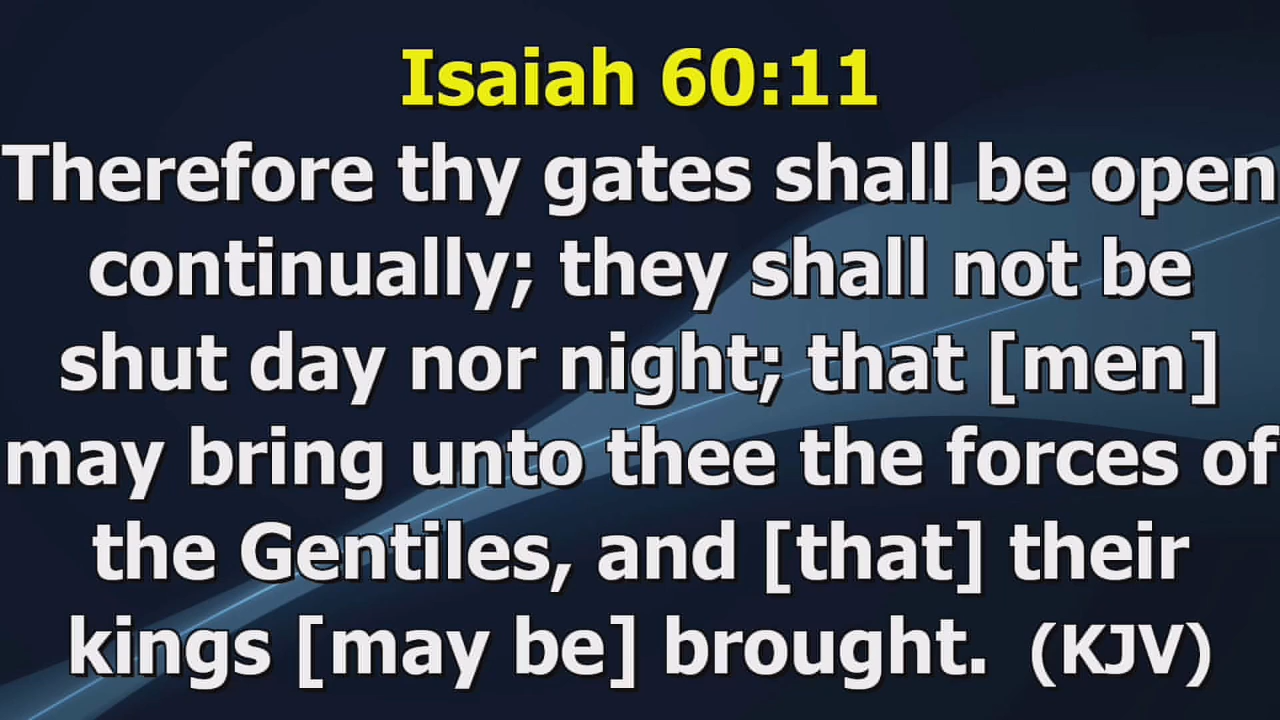 Isaiah 60:11
Therefore thy gates shall be open
continually; they shall not be
shut day nor night; that [men]
may bring unto thee the forces of
the Gentiles, and [that] their
kings [may be] brought. (KJV)